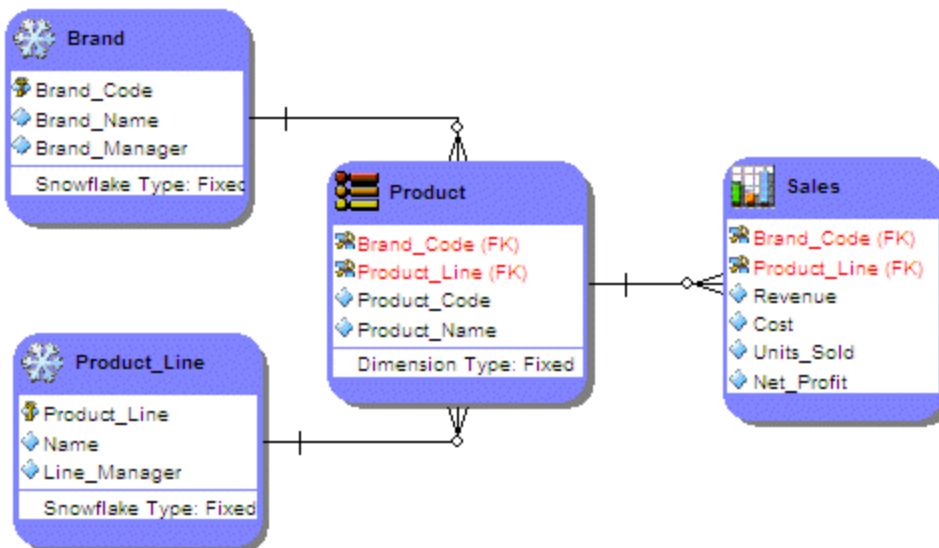 Brand
Brand_Code
Brand_Name
Brand_Manager
Snowflake Type: Fixed
Product_Line
Product_Line
Name
Line_Manager
Snowflake Type: Fixed
Product
Brand_Code (FK)
Product_Line (FK)
Product_Code
Product_Name
Dimension Type: Fixed
Sales
Brand_Code (FK)
Product_Line (FK)
Revenue
Cost
Units_Sold
Net_Profit